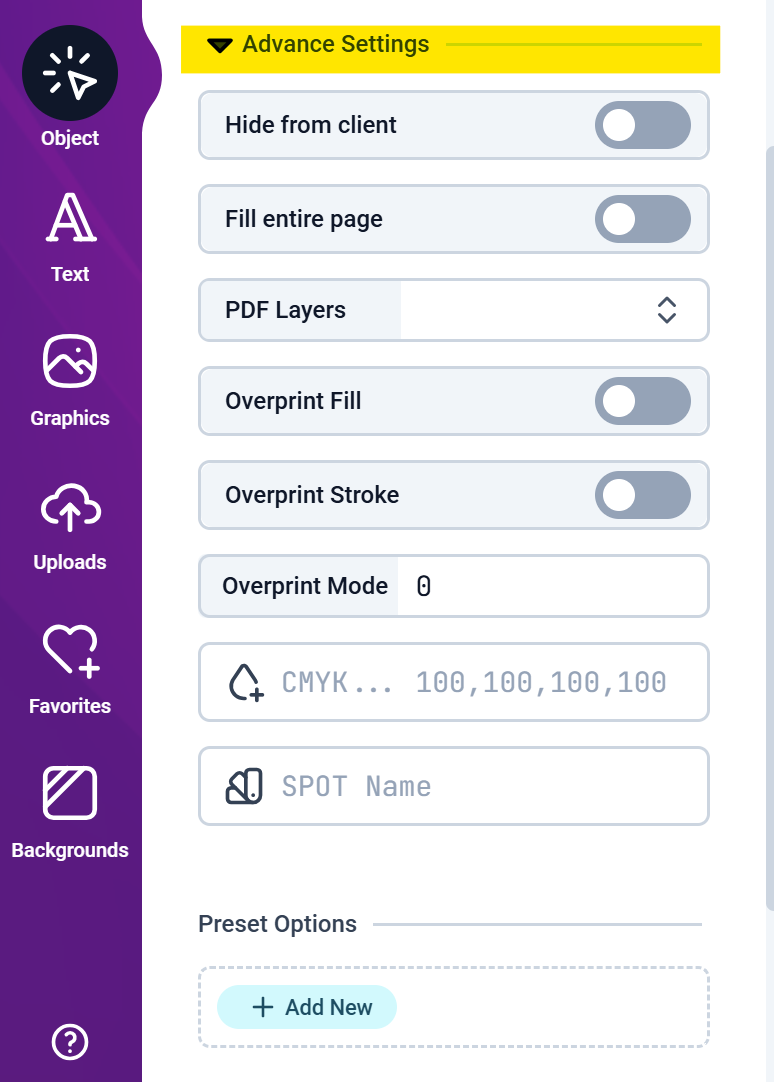 Object
Text
Graphics
Uploads
Favorites
Backgrounds
Advance Settings
Hide from client
Fill entire page
PDF Layers
Overprint Fill
Overprint Stroke
Overprint Mode 0
CMYK... 100,100,100,100
SPOT Name
Preset Options
+ Add New